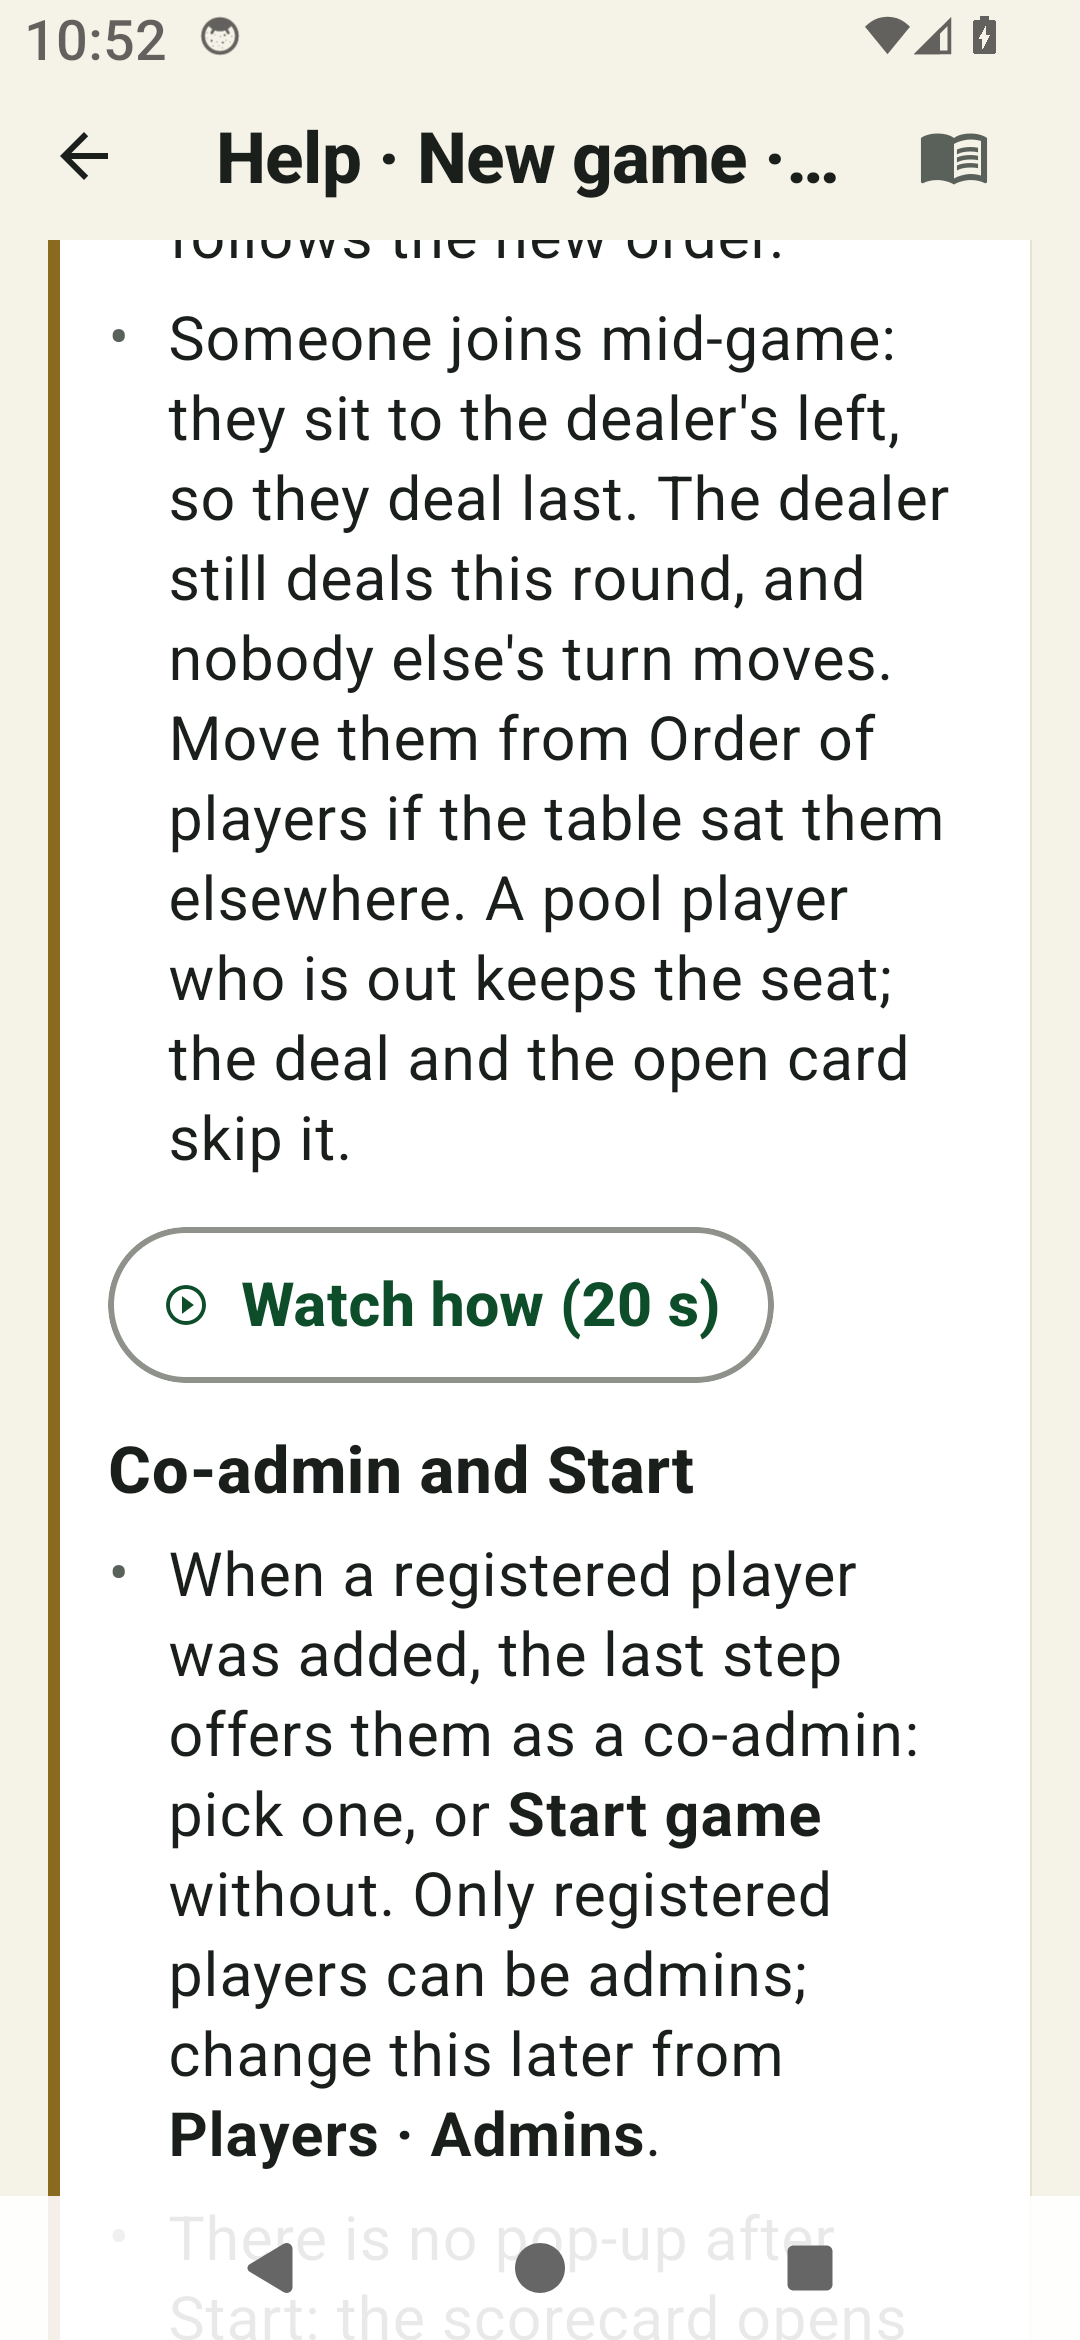 10:52
Help · New game ·...
follows the new order.
• Someone joins mid-game:
they sit to the dealer's left,
so they deal last. The dealer
still deals this round, and
nobody else's turn moves.
Move them from Order of
players if the table sat them
elsewhere. A pool player
who is out keeps the seat;
the deal and the open card
skip it.
Watch how (20 s)
Co-admin and Start
• When a registered player
was added, the last step
offers them as a co-admin:
pick one, or Start game
without. Only registered
players can be admins;
change this later from
Players · Admins.
• There is no pop-up after
Start: the scorecard opens